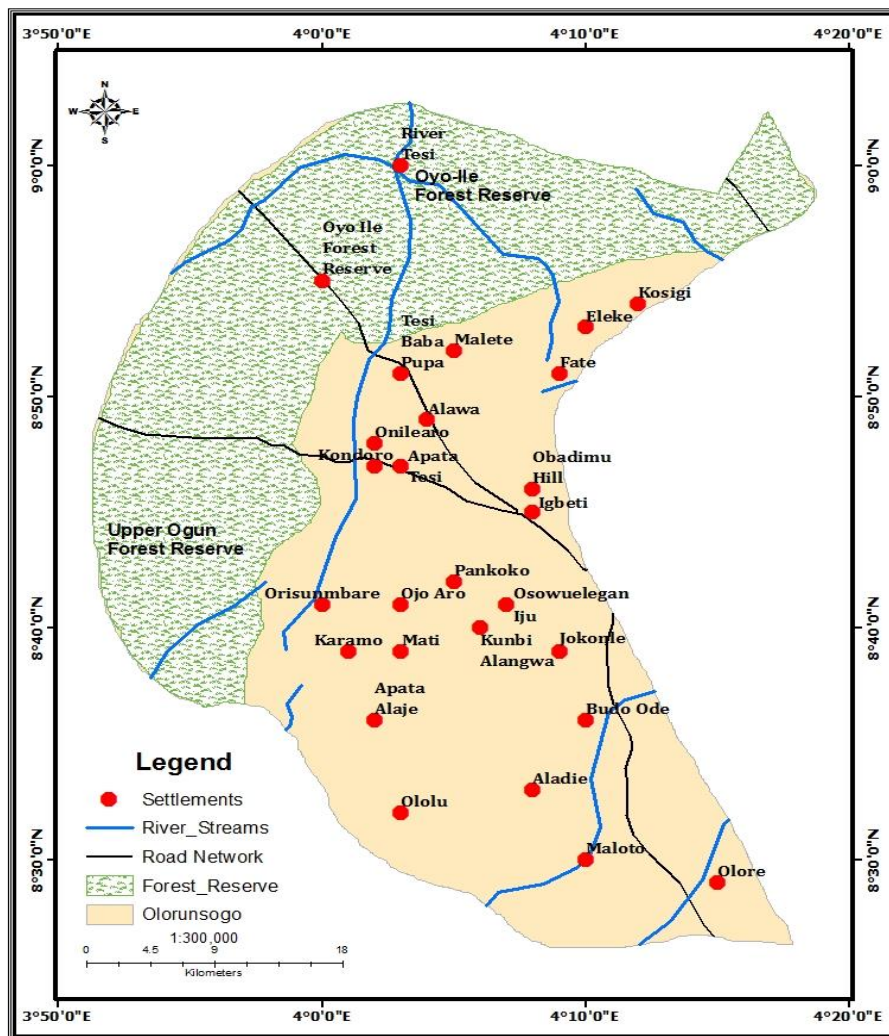 3°50'0"E
4°0'0"E
4°10'0"E
4°20'0"E
N
W
E
S
9°0'0"N
9°0'0"N
River
Tesi
Oyo-Ile
Forest Reserve
Oyo Ile
Forest
Reserve
Kosigi
Eleke
Tesi
Baba
Pupa
Malete
Fate
8°50'0"N
8°50'0"N
Alawa
Onilearo
Kondoro
Apata
Tesi
Obadimu
Hill
Igbeti
Upper Ogun
Forest Reserve
Pankoko
Orisunmbare
Ojo Aro
Osowuelegan
Iju
8°40'0"N
8°40'0"N
Karamo
Mati
Kunbi
Alangwa
Jokonle
Apata
Alaje
Budo Ode
Aladie
Ololu
Maloto
Olore
8°30'0"N
8°30'0"N
Legend
Settlements
River_Streams
Road Network
Forest_Reserve
Olorunsogo
1:300,000
0 4.5 9 18
Kilometers
3°50'0"E
4°0'0"E
4°10'0"E
4°20'0"E